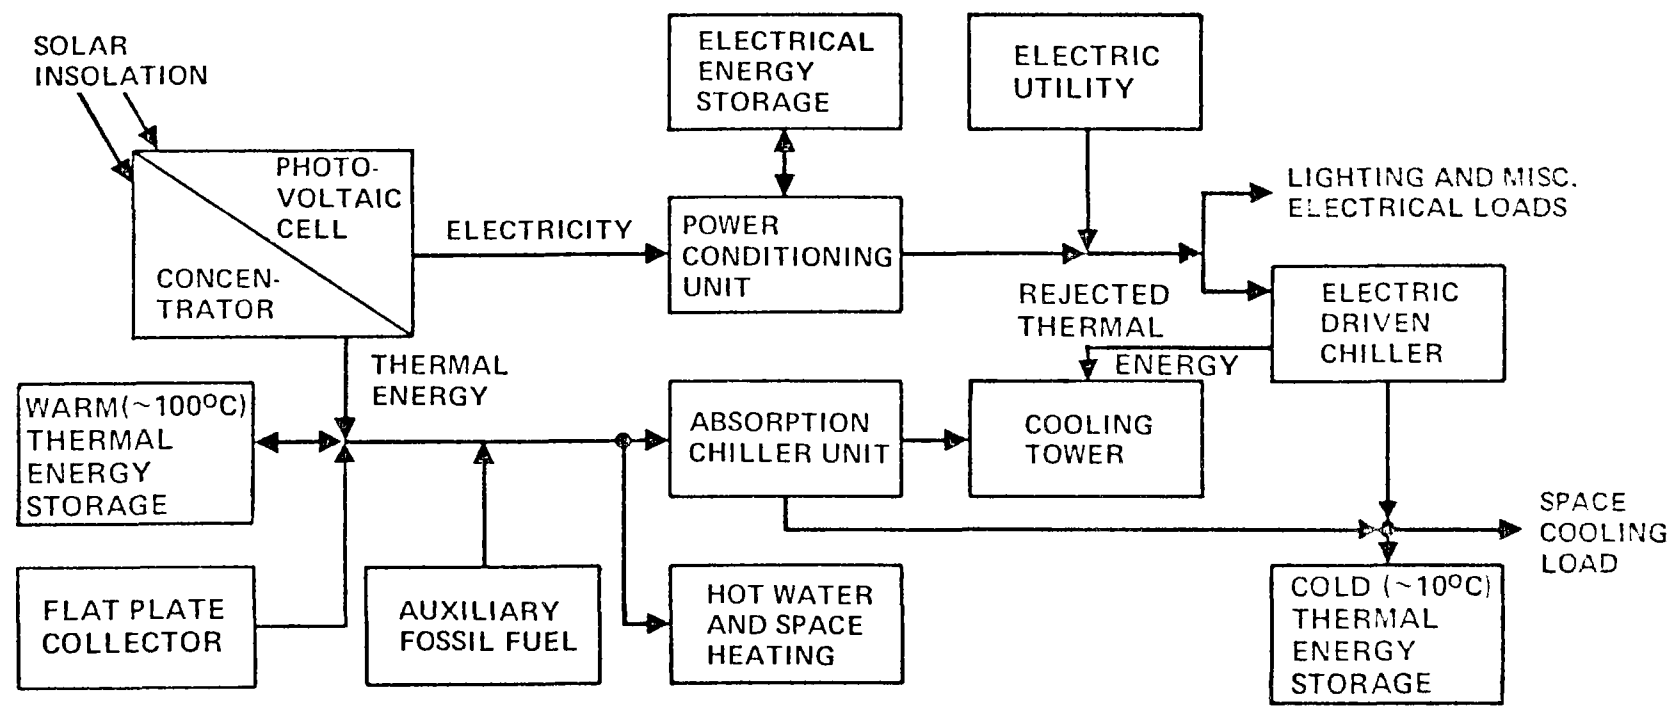 SOLAR
INSOLATION
PHOTO-
VOLTAIC
CELL
CONCEN-
TRATOR
ELECTRICITY
ELECTRICAL
ENERGY
STORAGE
POWER
CONDITIONING
UNIT
ELECTRIC
UTILITY
LIGHTING AND MISC.
ELECTRICAL LOADS
ELECTRIC
DRIVEN
CHILLER
REJECTED
THERMAL
ENERGY
THERMAL
ENERGY
WARM(~100ºC)
THERMAL
ENERGY
STORAGE
ABSORPTION
CHILLER UNIT
COOLING
TOWER
SPACE
COOLING
LOAD
FLAT PLATE
COLLECTOR
AUXILIARY
FOSSIL FUEL
HOT WATER
AND SPACE
HEATING
COLD (~10ºC)
THERMAL
ENERGY
STORAGE